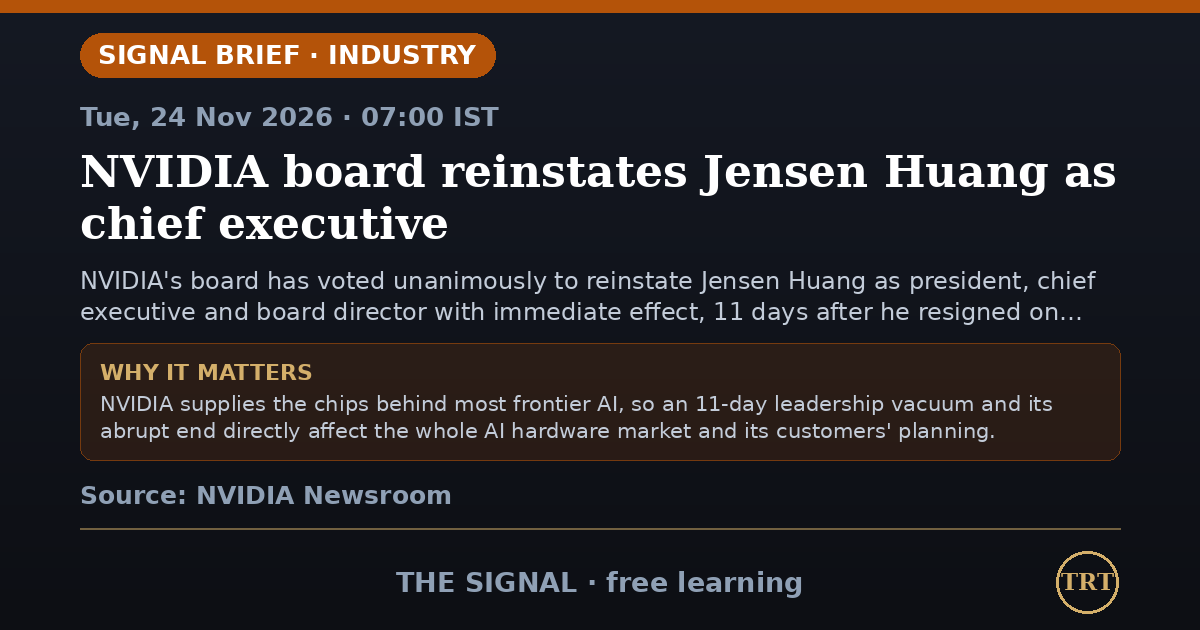 SIGNAL BRIEF · INDUSTRY
Tue, 24 Nov 2026 · 07:00 IST
NVIDIA board reinstates Jensen Huang as
chief executive
NVIDIA's board has voted unanimously to reinstate Jensen Huang as president, chief
executive and board director with immediate effect, 11 days after he resigned on…
WHY IT MATTERS
NVIDIA supplies the chips behind most frontier AI, so an 11-day leadership vacuum and its
abrupt end directly affect the whole AI hardware market and its customers' planning.
Source: NVIDIA Newsroom
THE SIGNAL · free learning
TRT